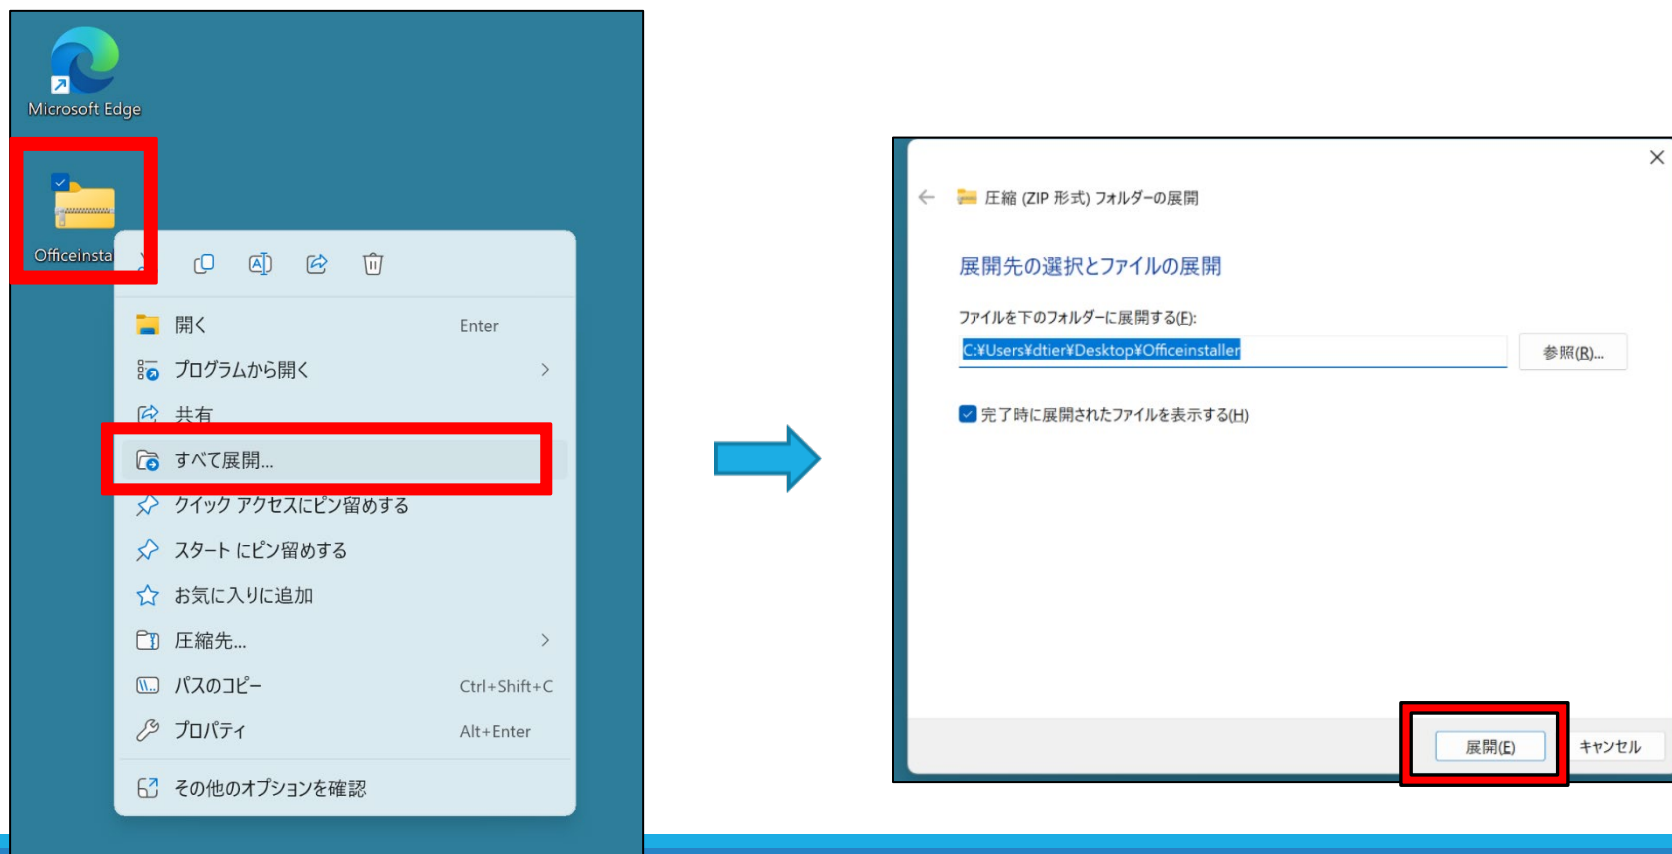 Microsoft Edge
Officeinsta
開く Enter
プログラムから開く
共有
すべて展開...
クイック アクセスにピン留めする
スタート にピン留めする
お気に入りに追加
圧縮先...
パスのコピー Ctrl+Shift+C
プロパティ Alt+Enter
その他のオプションを確認
圧縮 (ZIP 形式) フォルダーの展開
展開先の選択とファイルの展開
ファイルを下のフォルダーに展開する(F):
C:¥Users¥dtier¥Desktop¥Officeinstaller
参照(R)...
完了時に展開されたファイルを表示する(H)
展開(E) キャンセル